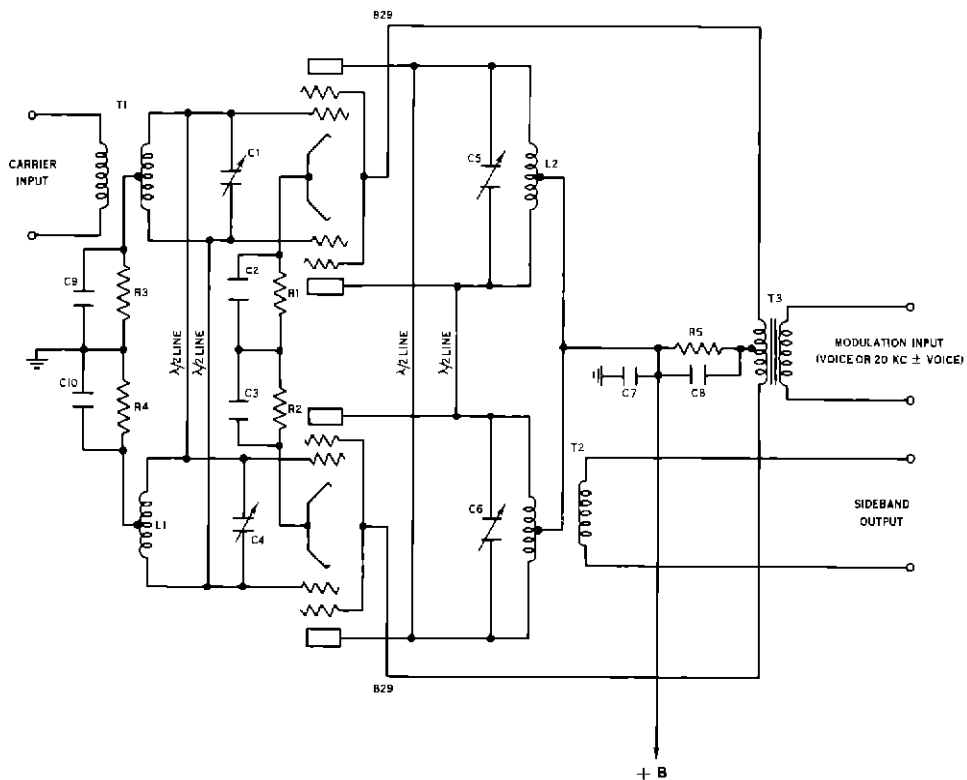 B29
T1
CARRIER
INPUT
C1
C5
L2
C2
R1
C9
R3
C10
R4
λ/2 LINE
λ/2 LINE
C3
R2
λ/2 LINE
λ/2 LINE
R5
C7
C8
T3
MODULATION INPUT
(VOICE OR 20 KC ± VOICE)
T2
L1
C4
C6
SIDEBAND
OUTPUT
B29
+ B